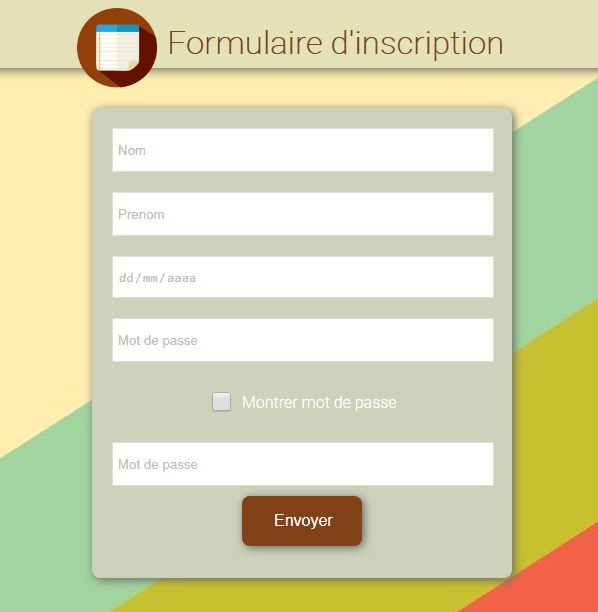 Formulaire d'inscription
Nom
Prenom
dd/mm/aaaa
Mot de passe
Montrer mot de passe
Mot de passe
Envoyer